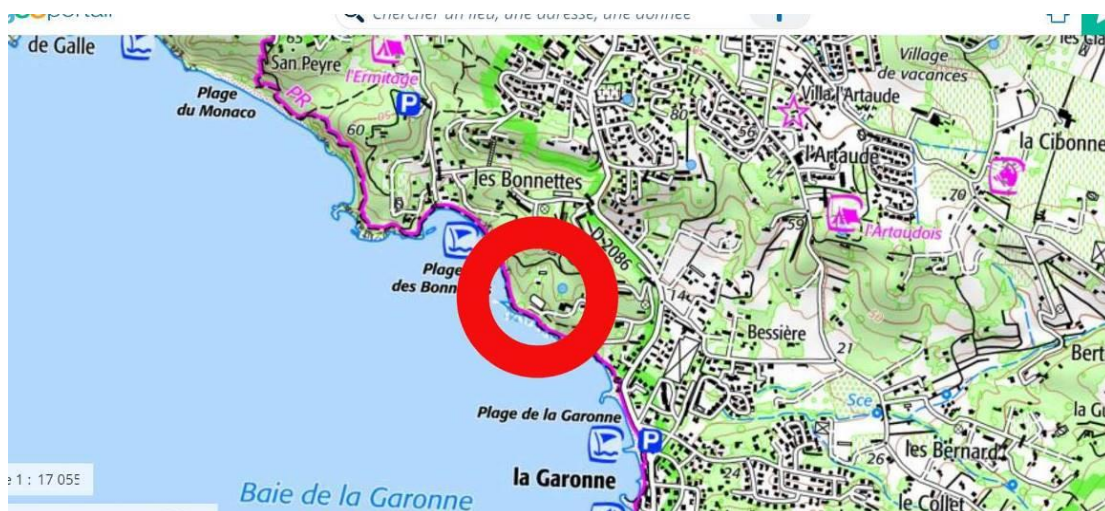 portail
Chercher un lieu, une adresse, une donnée
de Galle
65
San Peyre
l'Ermitage
P
Plage
du Monaco
PR
60
80
56
Village
de vacances
Villa l'Artaude
l'Artaude
la Cibonne
70
les Bonnettes
59
l'Artaudois
D 2086
Plage
des Bonn
14
Bessière
21
Bert
Sce
Plage de la Garonne
P
la Garonne
24
26
les Bernard
le Collet
e 1 : 17 055
Baie de la Garonne